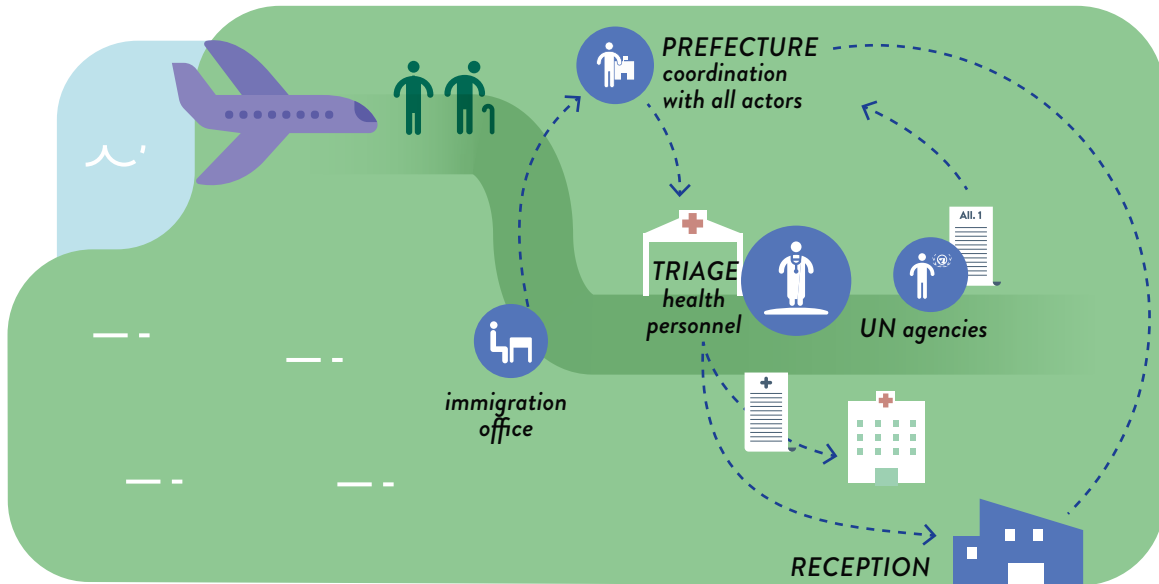 PREFECTURE
coordination
with all actors
All. 1
TRIAGE
health
personnel
UN agencies
immigration
office
RECEPTION